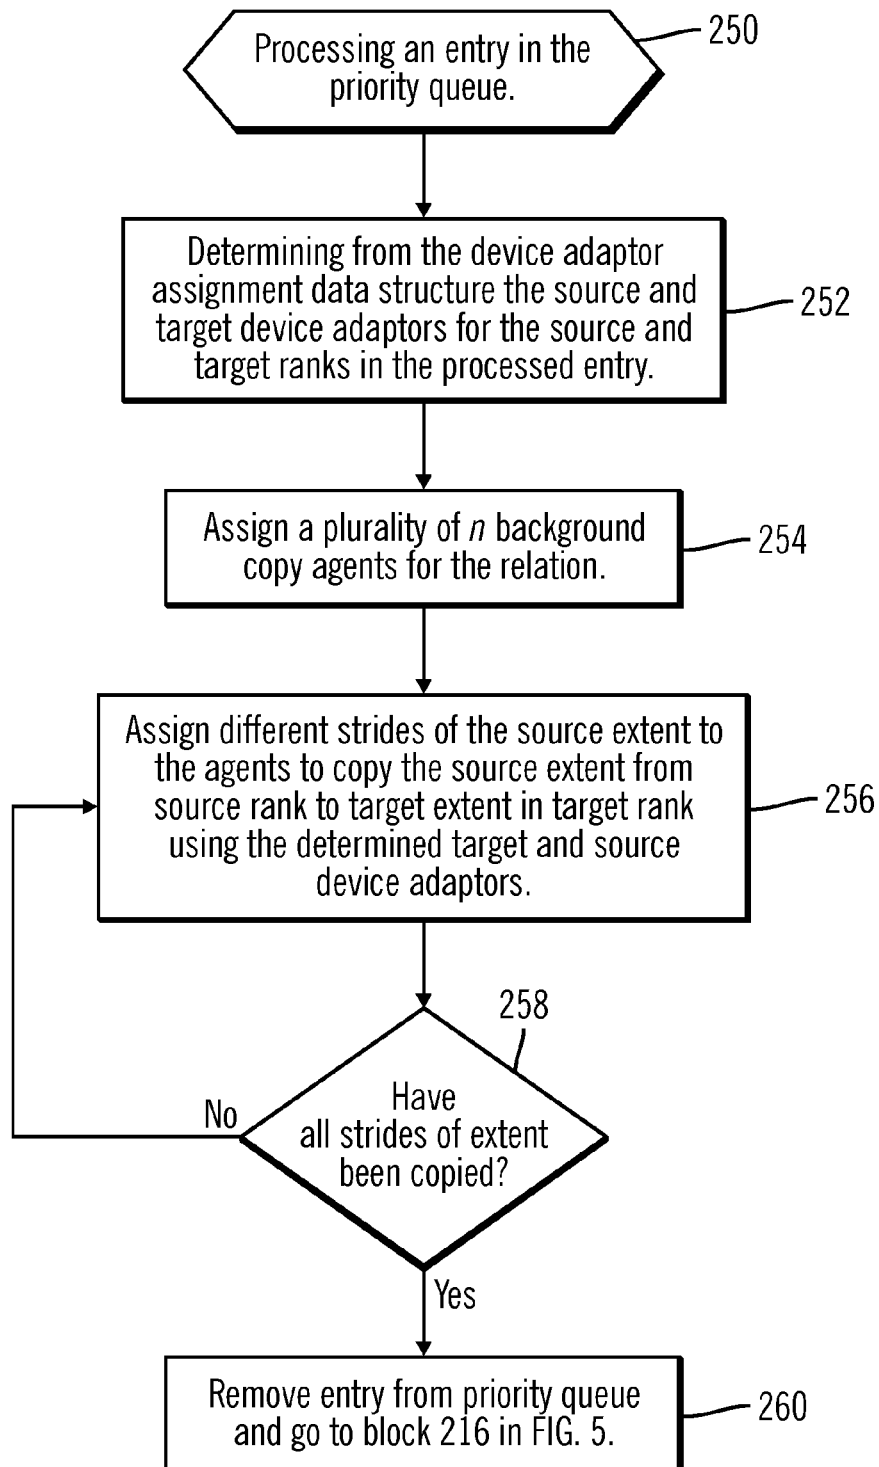 Processing an entry in the
priority queue.
250
Determining from the device adaptor
assignment data structure the source and
target device adaptors for the source and
target ranks in the processed entry.
252
Assign a plurality of n background
copy agents for the relation.
254
Assign different strides of the source extent to
the agents to copy the source extent from
source rank to target extent in target rank
using the determined target and source
device adaptors.
256
258
Have
all strides of extent
been copied?
No
Yes
Remove entry from priority queue
and go to block 216 in FIG. 5.
260